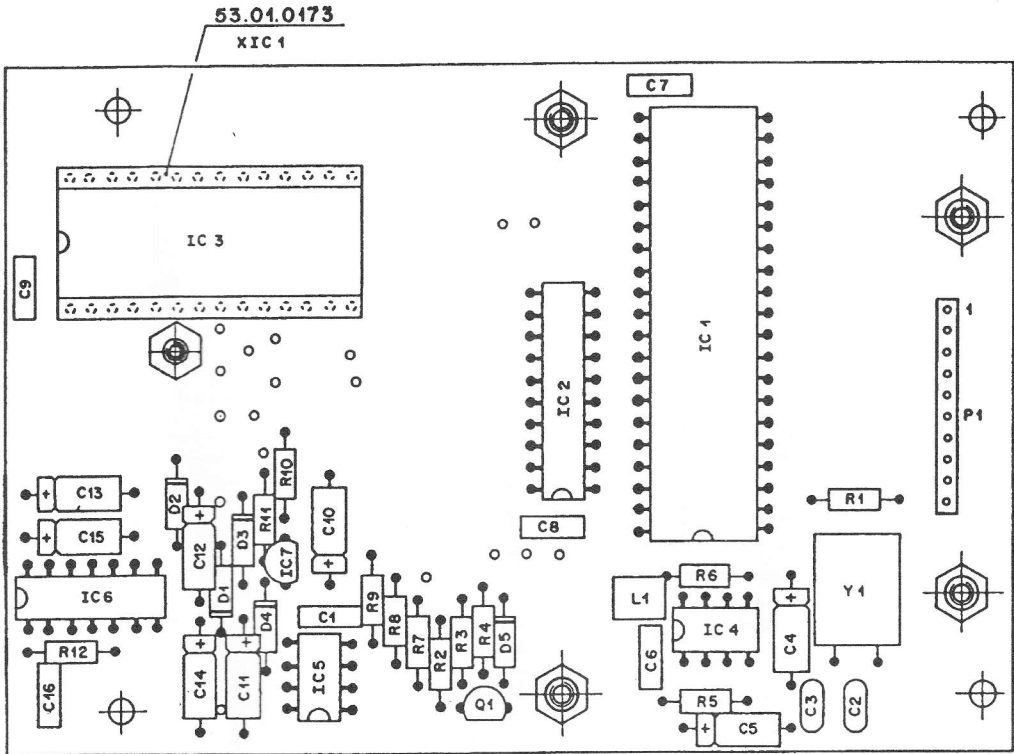 53.01.0173
XIC1
C7
IC3
C9
IC1
1
IC2
P1
R10
C13
D2
R11
C10
R1
C15
C12
D3
C8
IC7
IC6
D1
R9
R6
Y1
L1
D4
C1
R8
R7
R3
R4
D5
IC4
C4
R12
R2
C6
C16
C14
C11
IC5
Q1
R5
C3
C2
C5